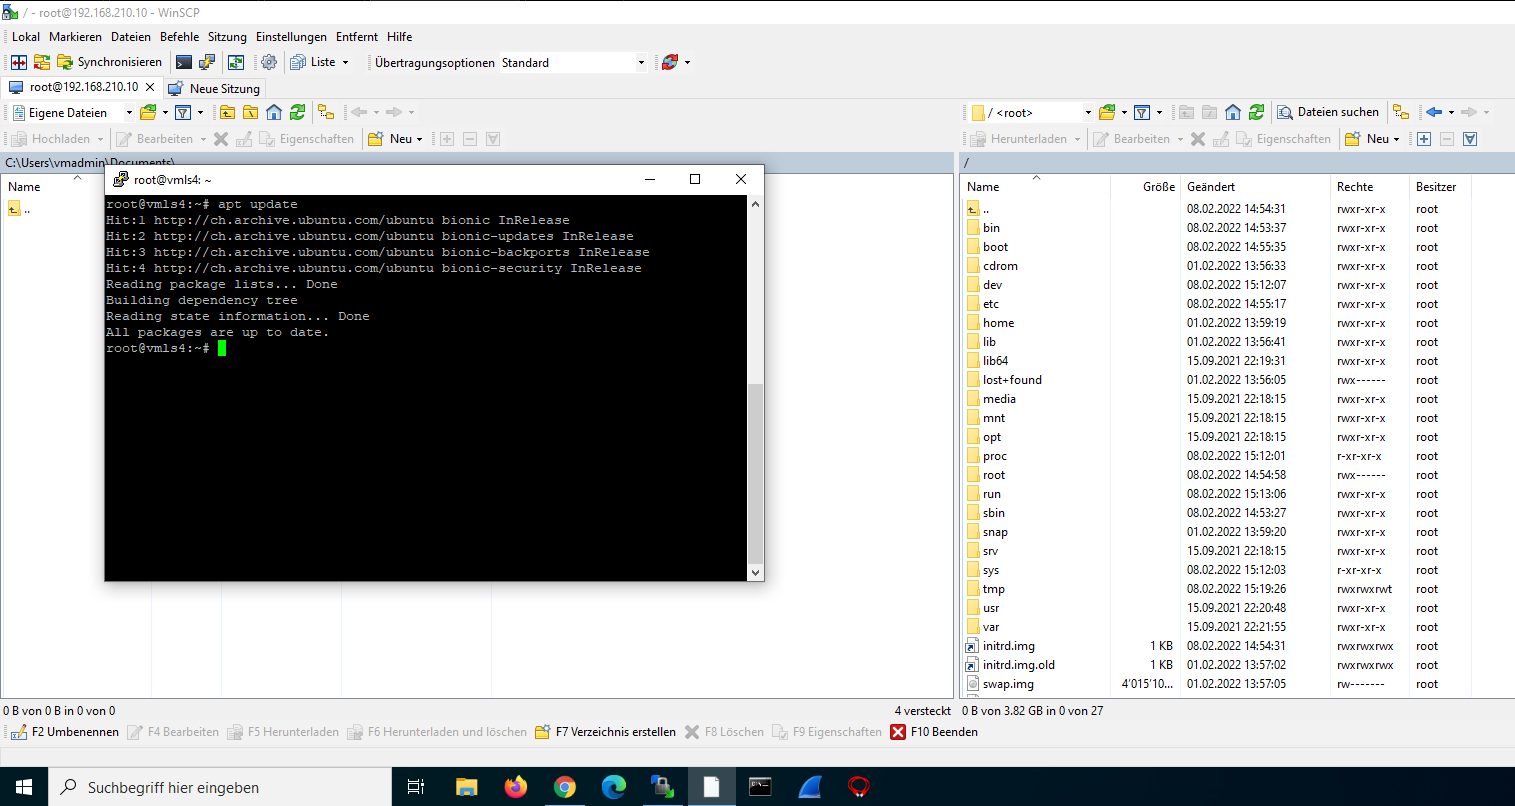 / - root@192.168.210.10 - WinSCP
Lokal Markieren Dateien Befehle Sitzung Einstellungen Entfernt Hilfe
Synchronisieren Liste Übertragungsoptionen Standard
root@192.168.210.10 Neue Sitzung
Eigene Dateien / <root> Dateien suchen
Hochladen Bearbeiten Eigenschaften Neu Herunterladen Bearbeiten Eigenschaften Neu
C:\Users\vmadmin\Documents\ /
Name
..
root@vmls4: ~
root@vmls4:~# apt update
Hit:1 http://ch.archive.ubuntu.com/ubuntu bionic InRelease
Hit:2 http://ch.archive.ubuntu.com/ubuntu bionic-updates InRelease
Hit:3 http://ch.archive.ubuntu.com/ubuntu bionic-backports InRelease
Hit:4 http://ch.archive.ubuntu.com/ubuntu bionic-security InRelease
Reading package lists... Done
Building dependency tree
Reading state information... Done
All packages are up to date.
root@vmls4:~#
Name Größe Geändert Rechte Besitzer
.. 08.02.2022 14:54:31 rwxr-xr-x root
bin 08.02.2022 14:53:37 rwxr-xr-x root
boot 08.02.2022 14:55:35 rwxr-xr-x root
cdrom 01.02.2022 13:56:33 rwxr-xr-x root
dev 08.02.2022 15:12:07 rwxr-xr-x root
etc 08.02.2022 14:55:17 rwxr-xr-x root
home 01.02.2022 13:59:19 rwxr-xr-x root
lib 01.02.2022 13:56:41 rwxr-xr-x root
lib64 15.09.2021 22:19:31 rwxr-xr-x root
lost+found 01.02.2022 13:56:05 rwx------ root
media 15.09.2021 22:18:15 rwxr-xr-x root
mnt 15.09.2021 22:18:15 rwxr-xr-x root
opt 15.09.2021 22:18:15 rwxr-xr-x root
proc 08.02.2022 15:12:01 r-xr-xr-x root
root 08.02.2022 14:54:58 rwx------ root
run 08.02.2022 15:13:06 rwxr-xr-x root
sbin 08.02.2022 14:53:27 rwxr-xr-x root
snap 01.02.2022 13:59:20 rwxr-xr-x root
srv 15.09.2021 22:18:15 rwxr-xr-x root
sys 08.02.2022 15:12:03 r-xr-xr-x root
tmp 08.02.2022 15:19:26 rwxrwxrwt root
usr 15.09.2021 22:20:48 rwxr-xr-x root
var 15.09.2021 22:21:55 rwxr-xr-x root
initrd.img 1 KB 08.02.2022 14:54:31 rwxrwxrwx root
initrd.img.old 1 KB 01.02.2022 13:57:02 rwxrwxrwx root
swap.img 4'015'10... 01.02.2022 13:57:05 rw------- root
0 B von 0 B in 0 von 0 4 versteckt 0 B von 3.82 GB in 0 von 27
F2 Umbenennen F4 Bearbeiten F5 Herunterladen F6 Herunterladen und löschen F7 Verzeichnis erstellen F8 Löschen F9 Eigenschaften F10 Beenden
Suchbegriff hier eingeben